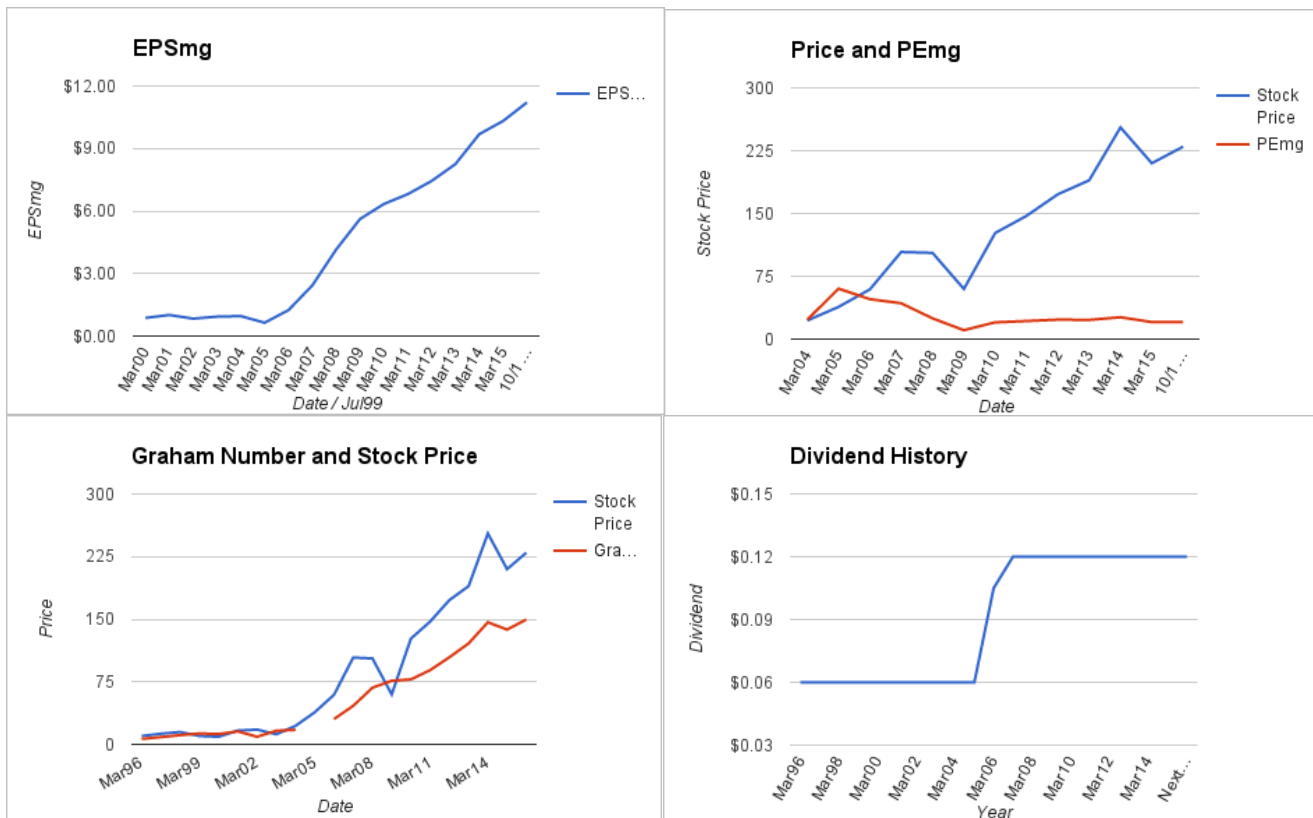 EPSmg
$12.00
$9.00
$6.00
$3.00
$0.00
EPSmg
EPS...
Mar00
Mar01
Mar02
Mar03
Mar04
Mar05
Mar06
Mar07
Mar08
Mar09
Mar10
Mar11
Mar12
Mar13
Mar14
Mar15
10/1...
Date / Jul99
Price and PEmg
300
225
150
75
0
Stock Price
Stock
Price
PEmg
Mar04
Mar05
Mar06
Mar07
Mar08
Mar09
Mar10
Mar11
Mar12
Mar13
Mar14
Mar15
10/1...
Date
Graham Number and Stock Price
300
225
150
75
0
Price
Stock
Price
Gra...
Mar96
Mar99
Mar02
Mar05
Mar08
Mar11
Mar14
Date
Dividend History
$0.15
$0.12
$0.09
$0.06
$0.03
Dividend
Mar96
Mar98
Mar00
Mar02
Mar04
Mar06
Mar08
Mar10
Mar12
Mar14
Next...
Year